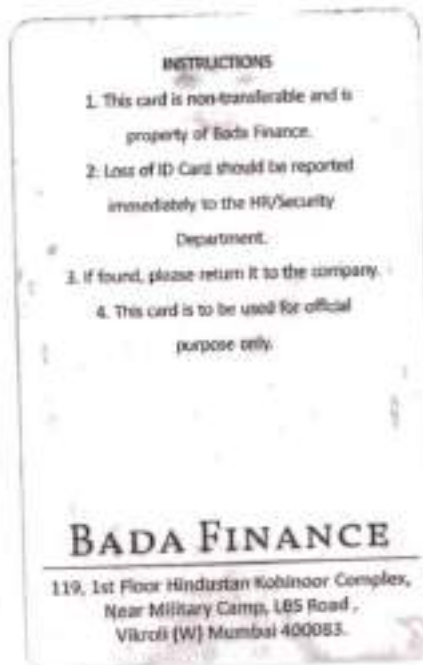 INSTRUCTIONS
1. This card is non-transferable and is
property of Bada Finance.
2. Loss of ID Card should be reported
immediately to the HR/Security
Department.
3. If found, please return it to the company.
4. This card is to be used for official
purpose only.
BADA FINANCE
119, 1st Floor Hindustan Kohinoor Complex,
Near Military Camp, LBS Road,
Vikroli (W) Mumbai 400083.